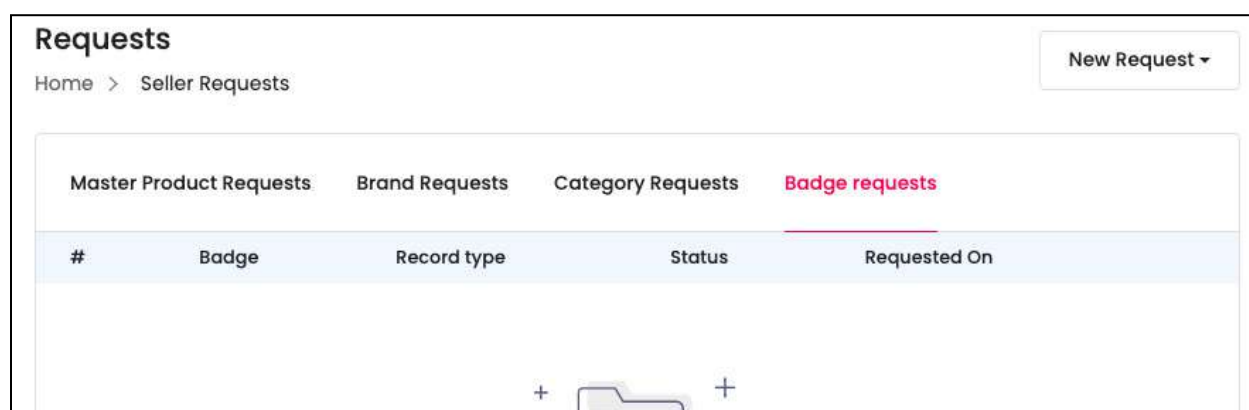 Requests
New Request
Home > Seller Requests
Master Product Requests Brand Requests Category Requests Badge requests
# Badge Record type Status Requested On